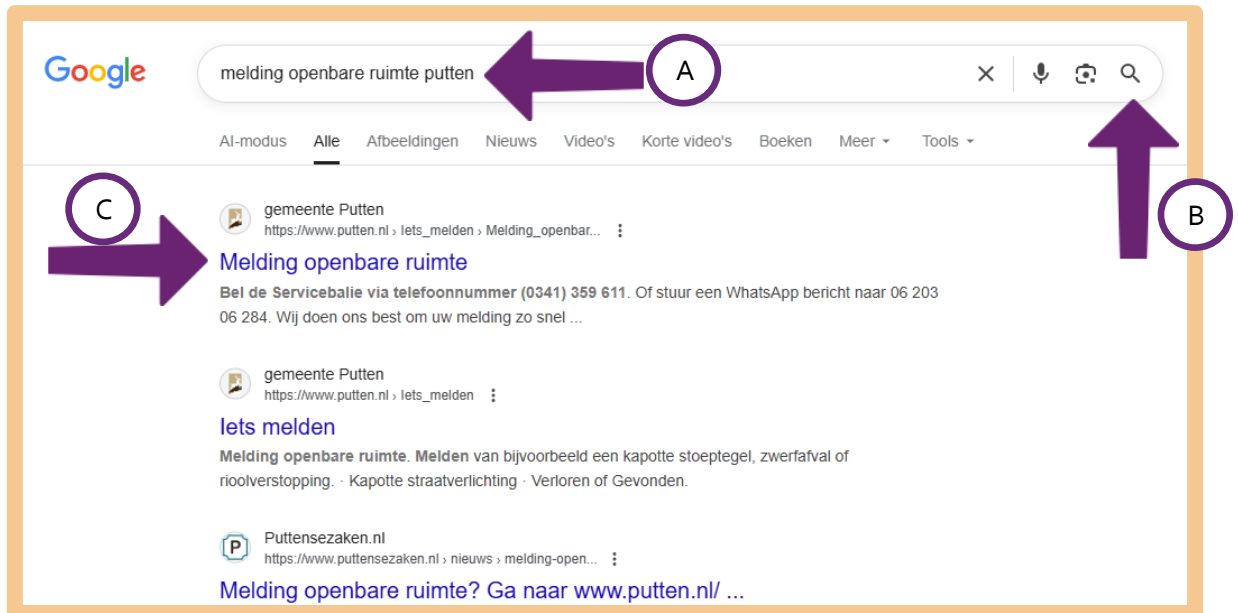 Google
melding openbare ruimte putten
A
AI-modus Alle Afbeeldingen Nieuws Video's Korte video's Boeken Meer Tools
B
C
gemeente Putten
https://www.putten.nl › Iets_melden › Melding_openbar...
Melding openbare ruimte
Bel de Servicebalie via telefoonnummer (0341) 359 611. Of stuur een WhatsApp bericht naar 06 203
06 284. Wij doen ons best om uw melding zo snel ...
gemeente Putten
https://www.putten.nl › Iets_melden
Iets melden
Melding openbare ruimte. Melden van bijvoorbeeld een kapotte stoeptegel, zwerfafval of
rioolverstopping. · Kapotte straatverlichting · Verloren of Gevonden.
P
Puttensezaken.nl
https://www.puttensezaken.nl › nieuws › melding-open...
Melding openbare ruimte? Ga naar www.putten.nl/ ...